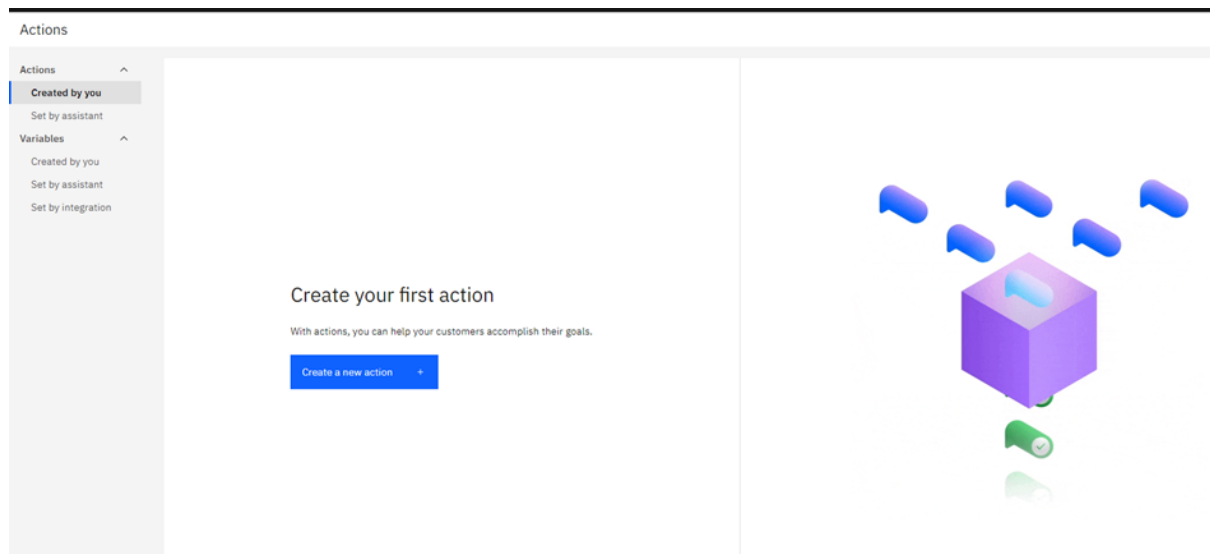 Actions
Actions
Created by you
Set by assistant
Variables
Created by you
Set by assistant
Set by integration
Create your first action
With actions, you can help your customers accomplish their goals.
Create a new action +